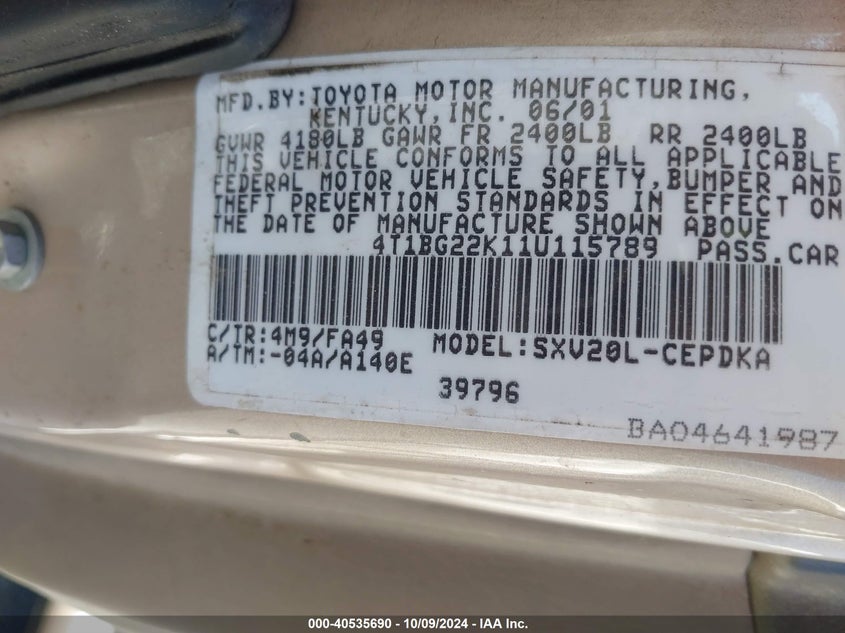 MFD.BY:TOYOTA MOTOR MANUFACTURING,
KENTUCKY,INC. 06/01
GVWR 4180LB GAWR FR 2400LB RR 2400LB
THIS VEHICLE CONFORMS TO ALL APPLICABLE
FEDERAL MOTOR VEHICLE SAFETY,BUMPER AND
THEFT PREVENTION STANDARDS IN EFFECT ON
THE DATE OF MANUFACTURE SHOWN ABOVE
4T1BG22K11U115789 PASS.CAR
C/TR:4M9/FA49 MODEL:SXV20L-CEPDKA
A/TM:-04A/A140E
39796
BA04641987
000-40535690 - 10/09/2024 - IAA Inc.